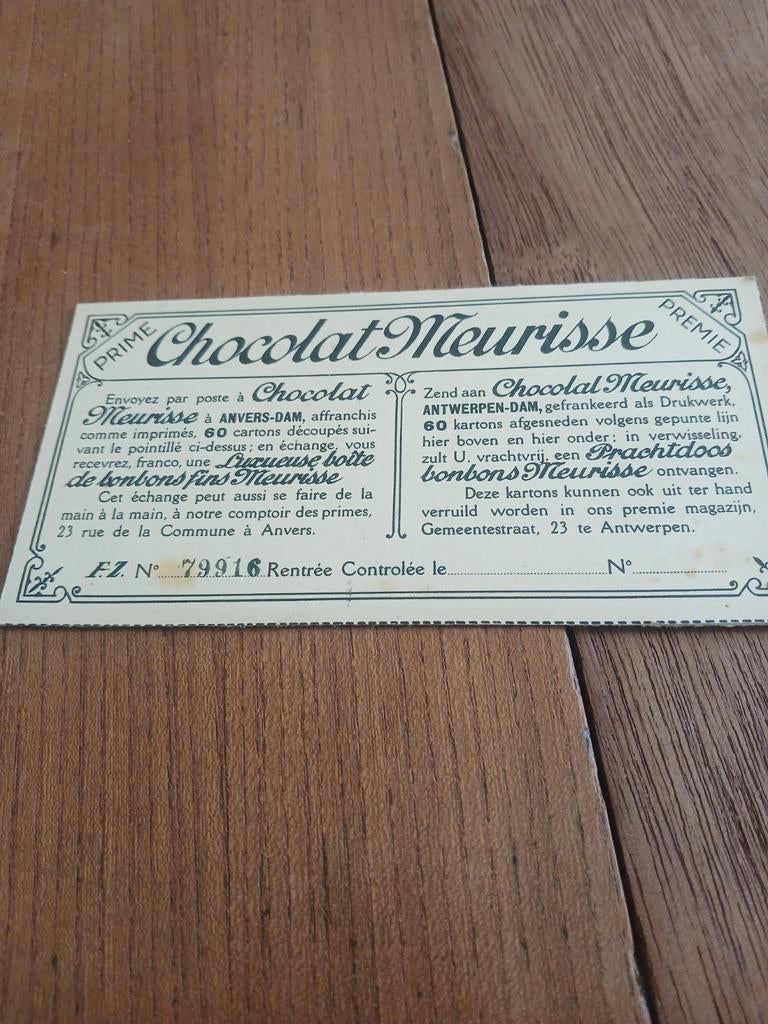 PRIME
Chocolat Meurisse
PREMIE
Envoyez par poste à Chocolat
Meurisse à ANVERS-DAM, affranchis
comme imprimés, 60 cartons découpés sui-
vant le pointillé ci-dessus; en échange, vous
recevrez, franco, une Luxueuse boîte
de bonbons fins Meurisse
Cet échange peut aussi se faire de la
main à la main, à notre comptoir des primes,
23 rue de la Commune à Anvers.
Zend aan Chocolat Meurisse,
ANTWERPEN-DAM, gefrankeerd als Drukwerk,
60 kartons afgesneden volgens gepunte lijn
hier boven en hier onder: in verwisseling,
zult U. vrachtvrij, een Prachtdoos
bonbons Meurisse ontvangen.
Deze kartons kunnen ook uit ter hand
verruild worden in ons premie magazijn,
Gemeentestraat, 23 te Antwerpen.
F.Z. N° 79916 Rentrée Controlée le N°